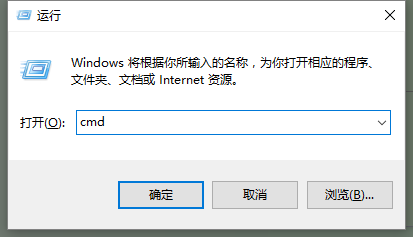 运行
Windows 将根据你所输入的名称，为你打开相应的程序、
文件夹、文档或 Internet 资源。
打开(O): cmd
确定 取消 浏览(B)...